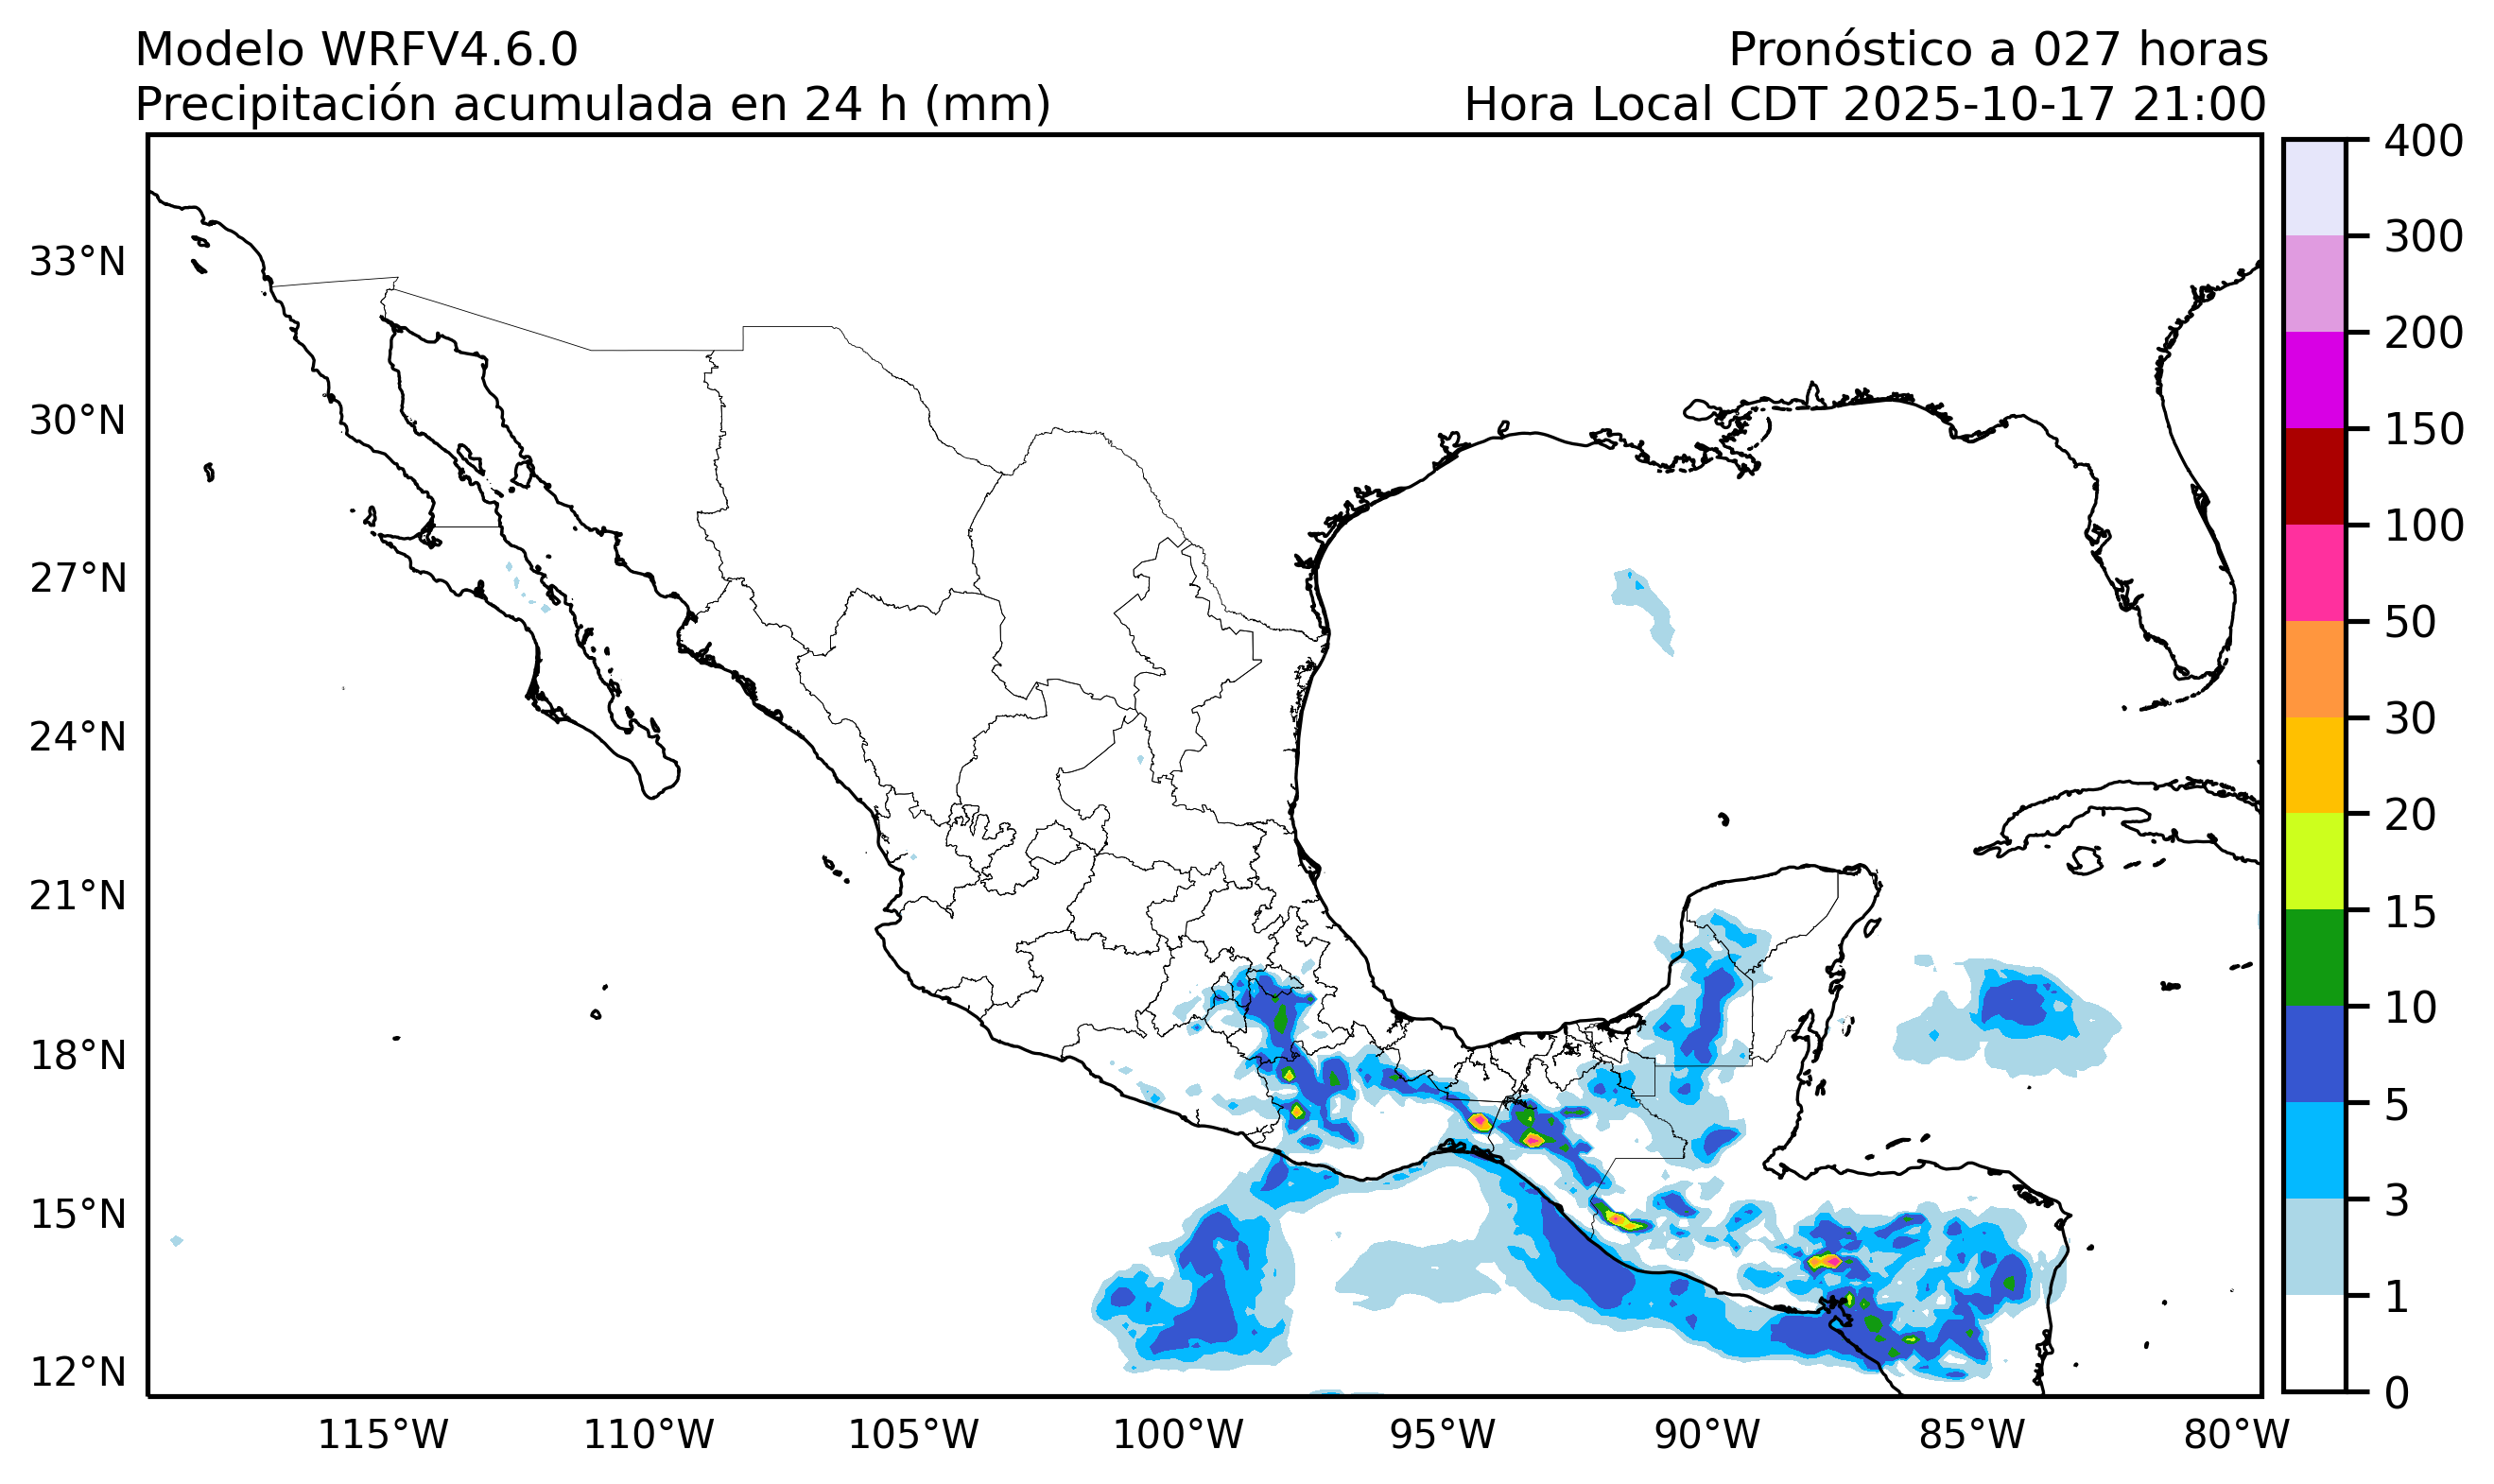 Modelo WRFV4.6.0
Pronóstico a 027 horas
Precipitación acumulada en 24 h (mm)
Hora Local CDT 2025-10-17 21:00
33°N
30°N
27°N
24°N
21°N
18°N
15°N
12°N
115°W
110°W
105°W
100°W
95°W
90°W
85°W
80°W
400
300
200
150
100
50
30
20
15
10
5
3
1
0